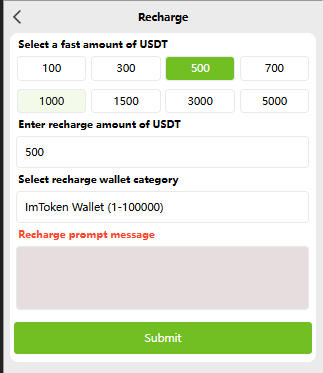 Recharge
Select a fast amount of USDT
100 300 500 700
1000 1500 3000 5000
Enter recharge amount of USDT
500
Select recharge wallet category
ImToken Wallet (1-100000)
Recharge prompt message
Submit